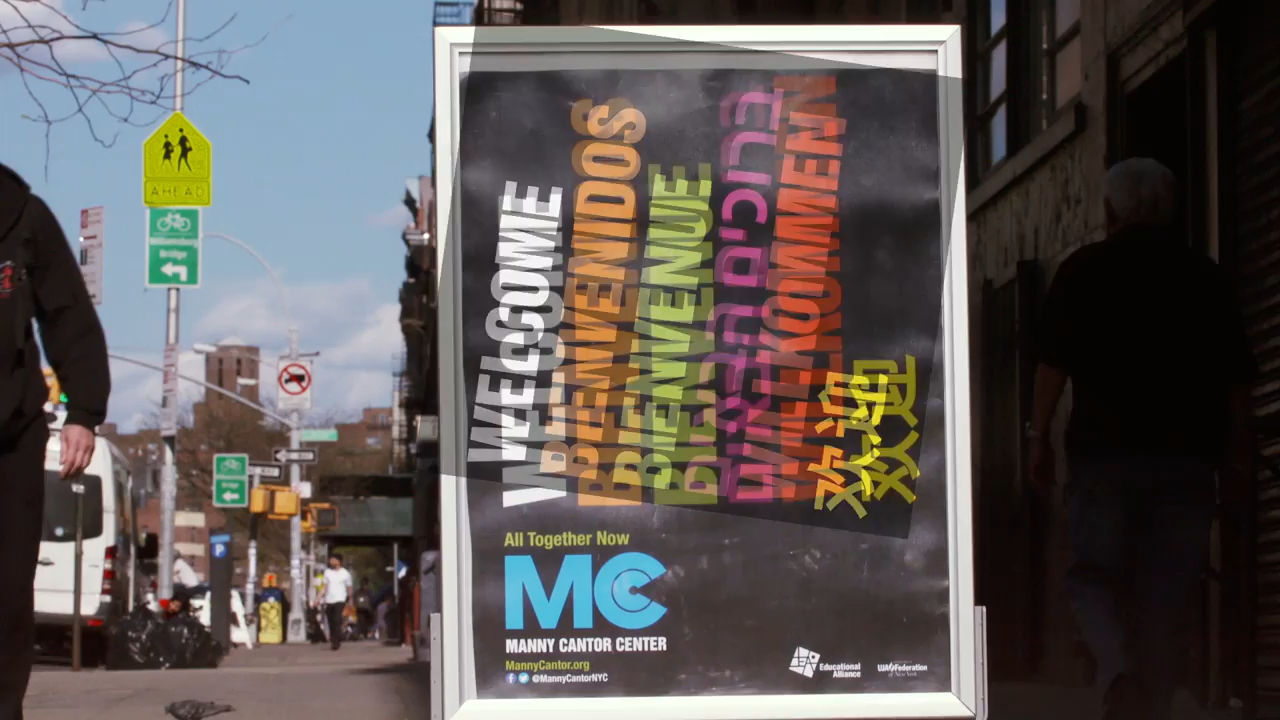 AHEAD
Williamsburg
Bridge
Bridge
WELCOME
BIENVENIDOS
BIENVENUE
ברוכים הבאים
WILLKOMMEN
欢迎
All Together Now
MC
MANNY CANTOR CENTER
MannyCantor.org
@MannyCantorNYC
Educational
Alliance
UJA Federation
of New York
P